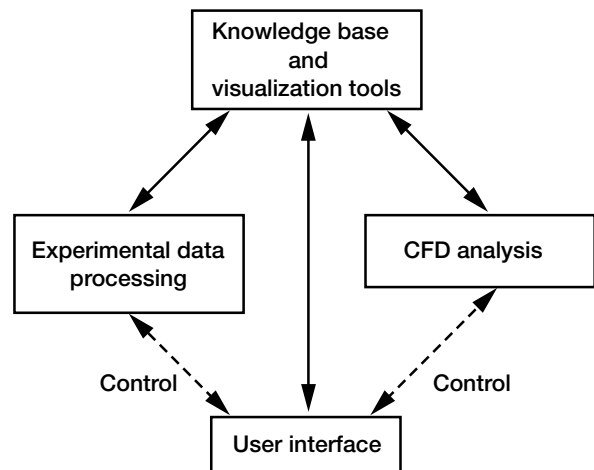 Knowledge base
and
visualization tools
Experimental data
processing
CFD analysis
Control
Control
User interface